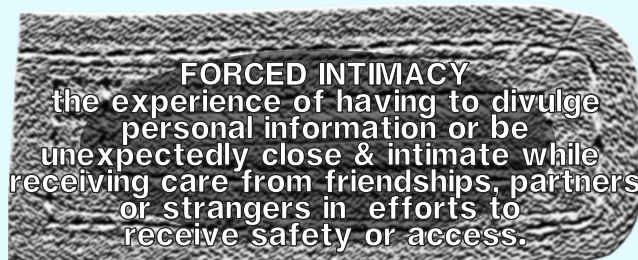 FORCED INTIMACY
the experience of having to divulge
personal information or be
unexpectedly close & intimate while
receiving care from friendships, partners
or strangers in efforts to
receive safety or access.